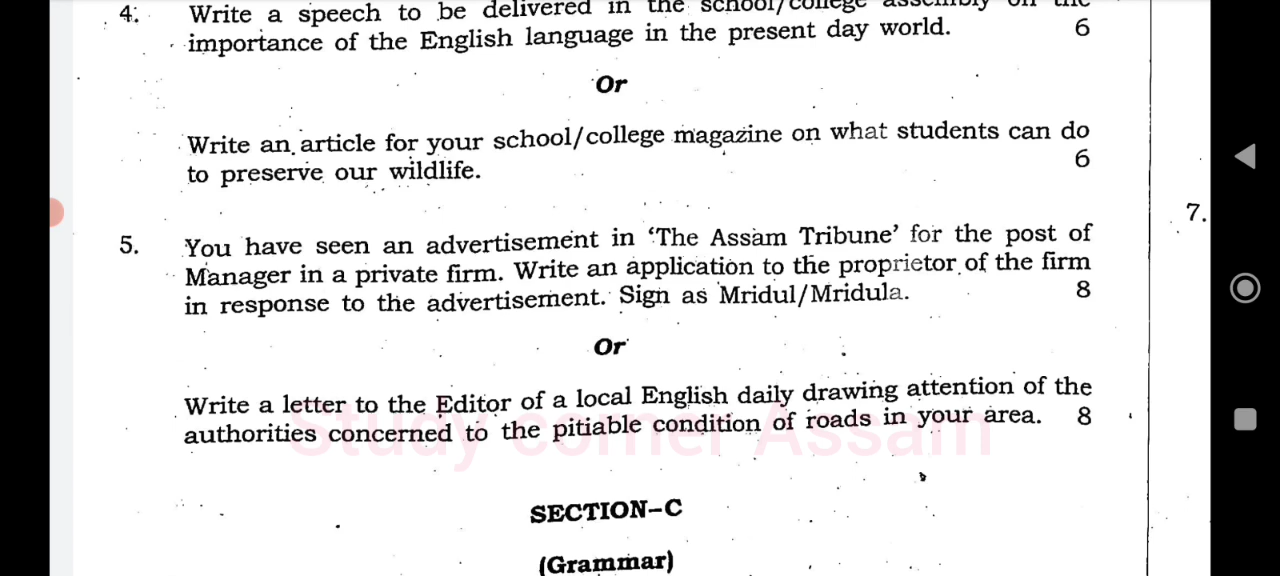 4. Write a speech to be delivered in the school/college assembly on the
importance of the English language in the present day world. 6
Or
Write an article for your school/college magazine on what students can do
to preserve our wildlife. 6
7.
5. You have seen an advertisement in ‘The Assam Tribune’ for the post of
Manager in a private firm. Write an application to the proprietor of the firm
in response to the advertisement. Sign as Mridul/Mridula. 8
Or
Write a letter to the Editor of a local English daily drawing attention of the
authorities concerned to the pitiable condition of roads in your area. 8
Study corner Assam
SECTION–C
(Grammar)